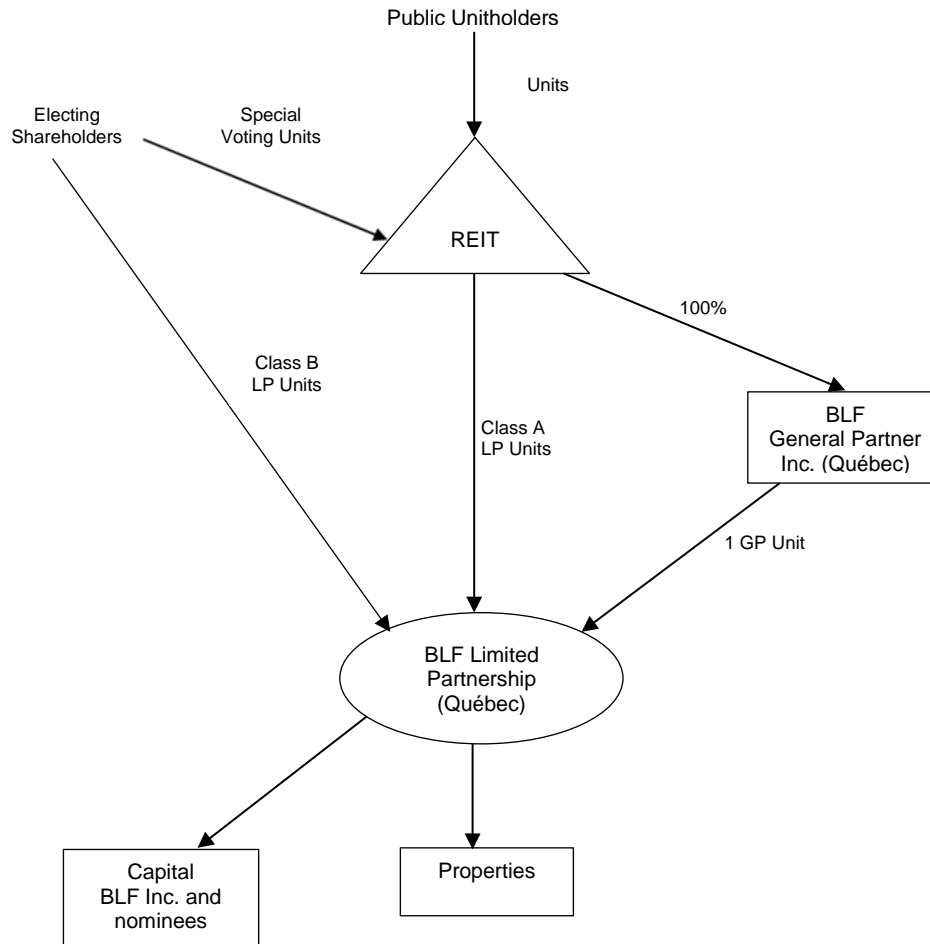 Public Unitholders
Units
Electing
Shareholders
Special
Voting Units
REIT
100%
Class B
LP Units
Class A
LP Units
BLF
General Partner
Inc. (Québec)
1 GP Unit
BLF Limited
Partnership
(Québec)
Capital
BLF Inc. and
nominees
Properties